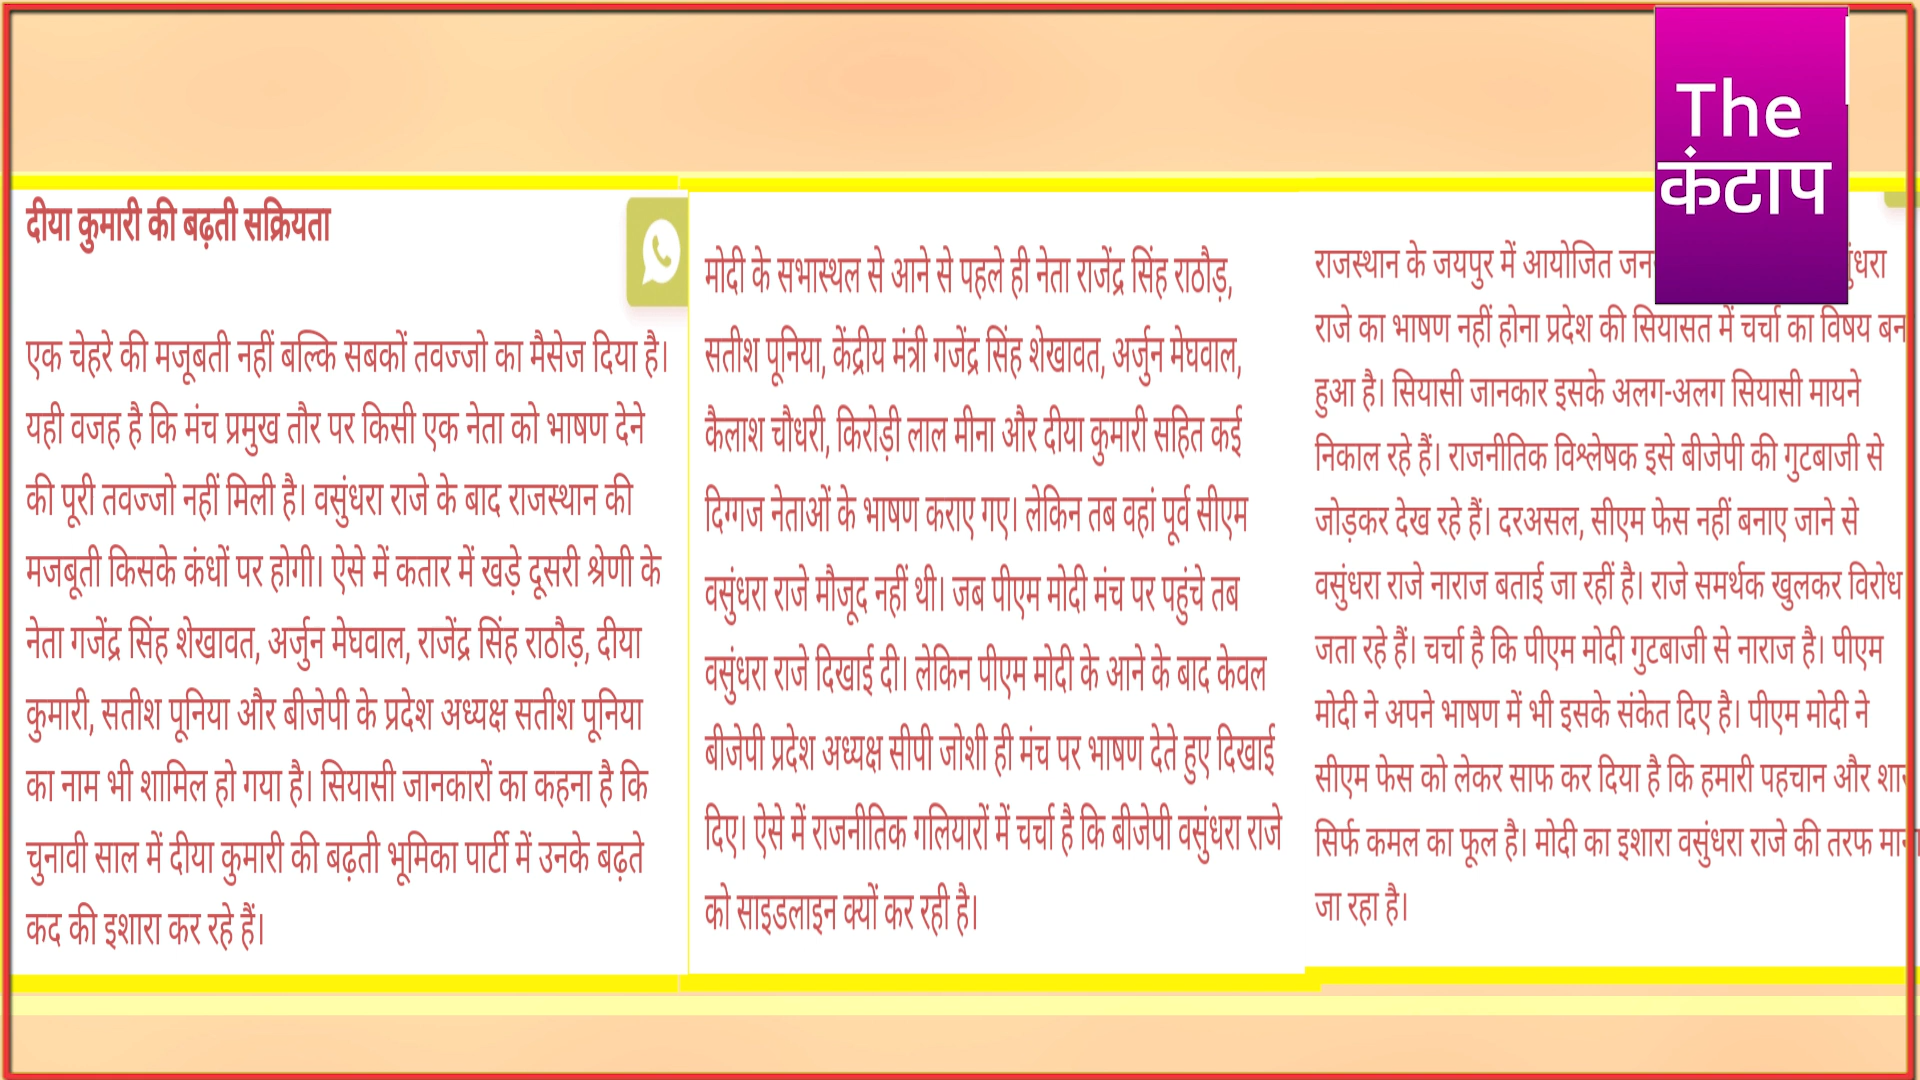 The
कंटाप
दीया कुमारी की बढ़ती सक्रियता
एक चेहरे की मजूबती नहीं बल्कि सबकों तवज्जो का मैसेज दिया है।
यही वजह है कि मंच प्रमुख तौर पर किसी एक नेता को भाषण देने
की पूरी तवज्जो नहीं मिली है। वसुंधरा राजे के बाद राजस्थान की
मजबूती किसके कंधों पर होगी। ऐसे में कतार में खड़े दूसरी श्रेणी के
नेता गजेंद्र सिंह शेखावत, अर्जुन मेघवाल, राजेंद्र सिंह राठौड़, दीया
कुमारी, सतीश पूनिया और बीजेपी के प्रदेश अध्यक्ष सतीश पूनिया
का नाम भी शामिल हो गया है। सियासी जानकारों का कहना है कि
चुनावी साल में दीया कुमारी की बढ़ती भूमिका पार्टी में उनके बढ़ते
कद की इशारा कर रहे हैं।
मोदी के सभास्थल से आने से पहले ही नेता राजेंद्र सिंह राठौड़,
सतीश पूनिया, केंद्रीय मंत्री गजेंद्र सिंह शेखावत, अर्जुन मेघवाल,
कैलाश चौधरी, किरोड़ी लाल मीना और दीया कुमारी सहित कई
दिग्गज नेताओं के भाषण कराए गए। लेकिन तब वहां पूर्व सीएम
वसुंधरा राजे मौजूद नहीं थी। जब पीएम मोदी मंच पर पहुंचे तब
वसुंधरा राजे दिखाई दी। लेकिन पीएम मोदी के आने के बाद केवल
बीजेपी प्रदेश अध्यक्ष सीपी जोशी ही मंच पर भाषण देते हुए दिखाई
दिए। ऐसे में राजनीतिक गलियारों में चर्चा है कि बीजेपी वसुंधरा राजे
को साइडलाइन क्यों कर रही है।
राजस्थान के जयपुर में आयोजित
राजे का भाषण नहीं होना प्रदेश की सियासत में चर्चा का विषय बन
हुआ है। सियासी जानकार इसके अलग-अलग सियासी मायने
निकाल रहे हैं। राजनीतिक विश्लेषक इसे बीजेपी की गुटबाजी से
जोड़कर देख रहे हैं। दरअसल, सीएम फेस नहीं बनाए जाने से
वसुंधरा राजे नाराज बताई जा रहीं है। राजे समर्थक खुलकर विरोध
जता रहे हैं। चर्चा है कि पीएम मोदी गुटबाजी से नाराज है। पीएम
मोदी ने अपने भाषण में भी इसके संकेत दिए है। पीएम मोदी ने
सीएम फेस को लेकर साफ कर दिया है कि हमारी पहचान और
सिर्फ कमल का फूल है। मोदी का इशारा वसुंधरा राजे की तरफ
जा रहा है।